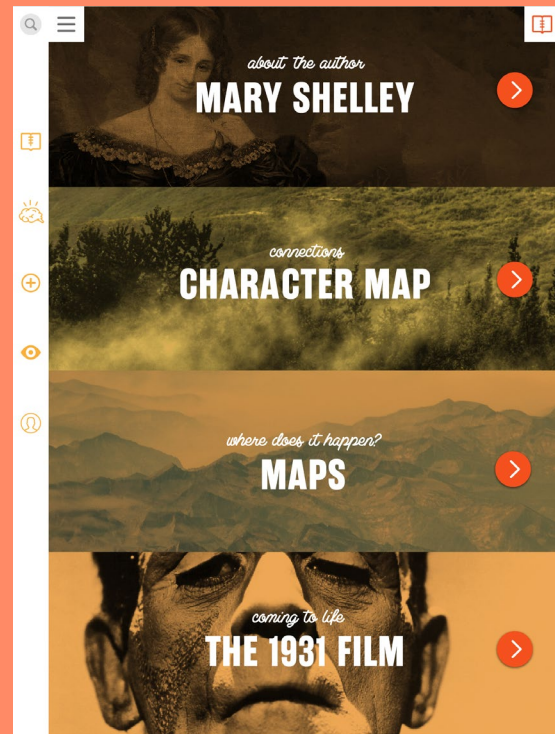 about the author
MARY SHELLEY
connections
CHARACTER MAP
where does it happen?
MAPS
coming to life
THE 1931 FILM